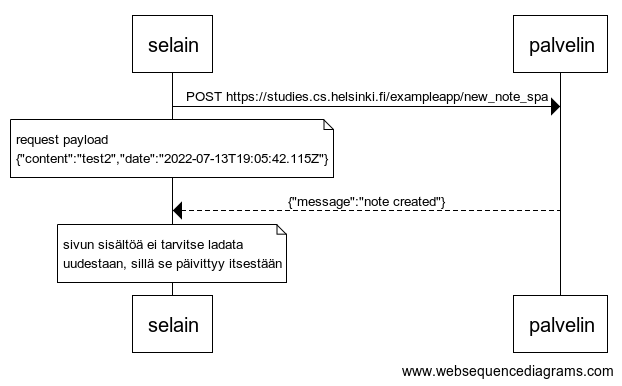 selain
palvelin
POST https://studies.cs.helsinki.fi/exampleapp/new_note_spa
request payload
{"content":"test2","date":"2022-07-13T19:05:42.115Z"}
{"message":"note created"}
sivun sisältöä ei tarvitse ladata
uudestaan, sillä se päivittyy itsestään
selain
palvelin
www.websequencediagrams.com